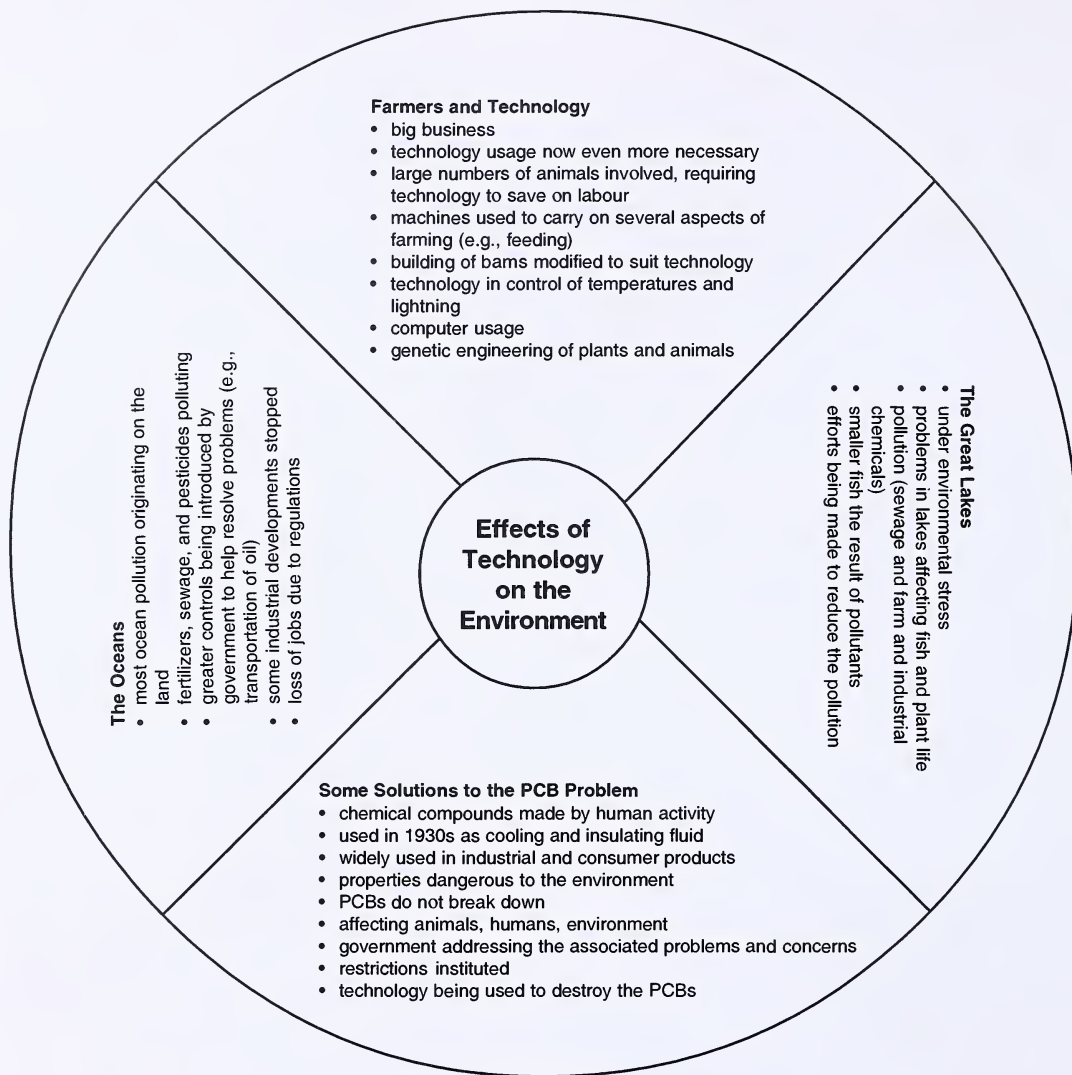 Farmers and Technology
• big business
• technology usage now even more necessary
• large numbers of animals involved, requiring
technology to save on labour
• machines used to carry on several aspects of
farming (e.g., feeding)
• building of bams modified to suit technology
• technology in control of temperatures and
lightning
• computer usage
• genetic engineering of plants and animals
The Great Lakes
• under environmental stress
• problems in lakes affecting fish and plant life
• pollution (sewage and farm and industrial
chemicals)
• smaller fish the result of pollutants
• efforts being made to reduce the pollution
Effects of
Technology
on the
Environment
The Oceans
• most ocean pollution originating on the
land
• fertilizers, sewage, and pesticides polluting
• greater controls being introduced by
government to help resolve problems (e.g.,
transportation of oil)
• some industrial developments stopped
• loss of jobs due to regulations
Some Solutions to the PCB Problem
• chemical compounds made by human activity
• used in 1930s as cooling and insulating fluid
• widely used in industrial and consumer products
• properties dangerous to the environment
• PCBs do not break down
• affecting animals, humans, environment
• government addressing the associated problems and concerns
• restrictions instituted
• technology being used to destroy the PCBs